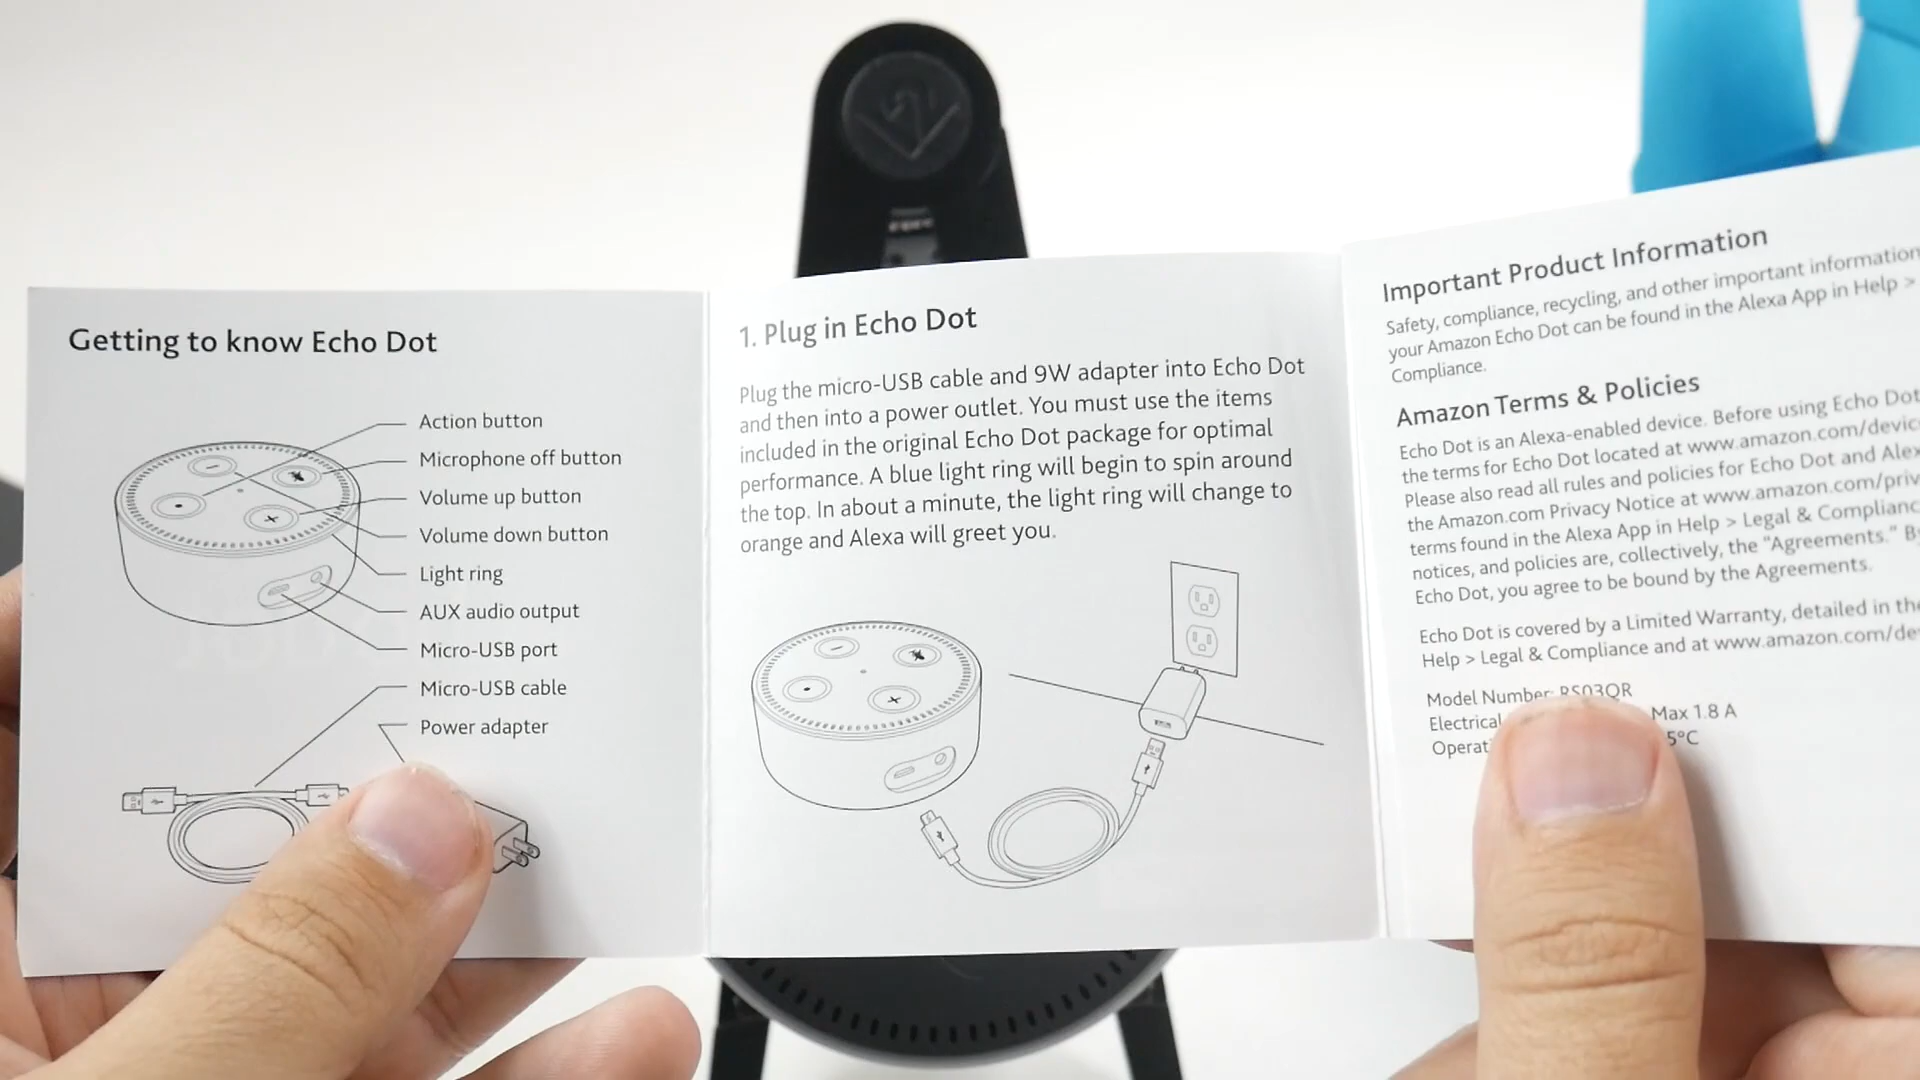 Getting to know Echo Dot
Action button
Microphone off button
Volume up button
Volume down button
Light ring
AUX audio output
Micro-USB port
Micro-USB cable
Power adapter
1. Plug in Echo Dot
Plug the micro-USB cable and 9W adapter into Echo Dot
and then into a power outlet. You must use the items
included in the original Echo Dot package for optimal
performance. A blue light ring will begin to spin around
the top. In about a minute, the light ring will change to
orange and Alexa will greet you.
Important Product Information
Safety, compliance, recycling, and other important information
your Amazon Echo Dot can be found in the Alexa App in Help >
Compliance.
Amazon Terms & Policies
Echo Dot is an Alexa-enabled device. Before using Echo Dot
the terms for Echo Dot located at www.amazon.com/devic
Please also read all rules and policies for Echo Dot and Alex
the Amazon.com Privacy Notice at www.amazon.com/priv
terms found in the Alexa App in Help > Legal & Complianc
notices, and policies are, collectively, the "Agreements." B
Echo Dot, you agree to be bound by the Agreements.
Echo Dot is covered by a Limited Warranty, detailed in the
Help > Legal & Compliance and at www.amazon.com/de
Model Number: RS03QR
Electrical Max 1.8 A
Operat 5°C